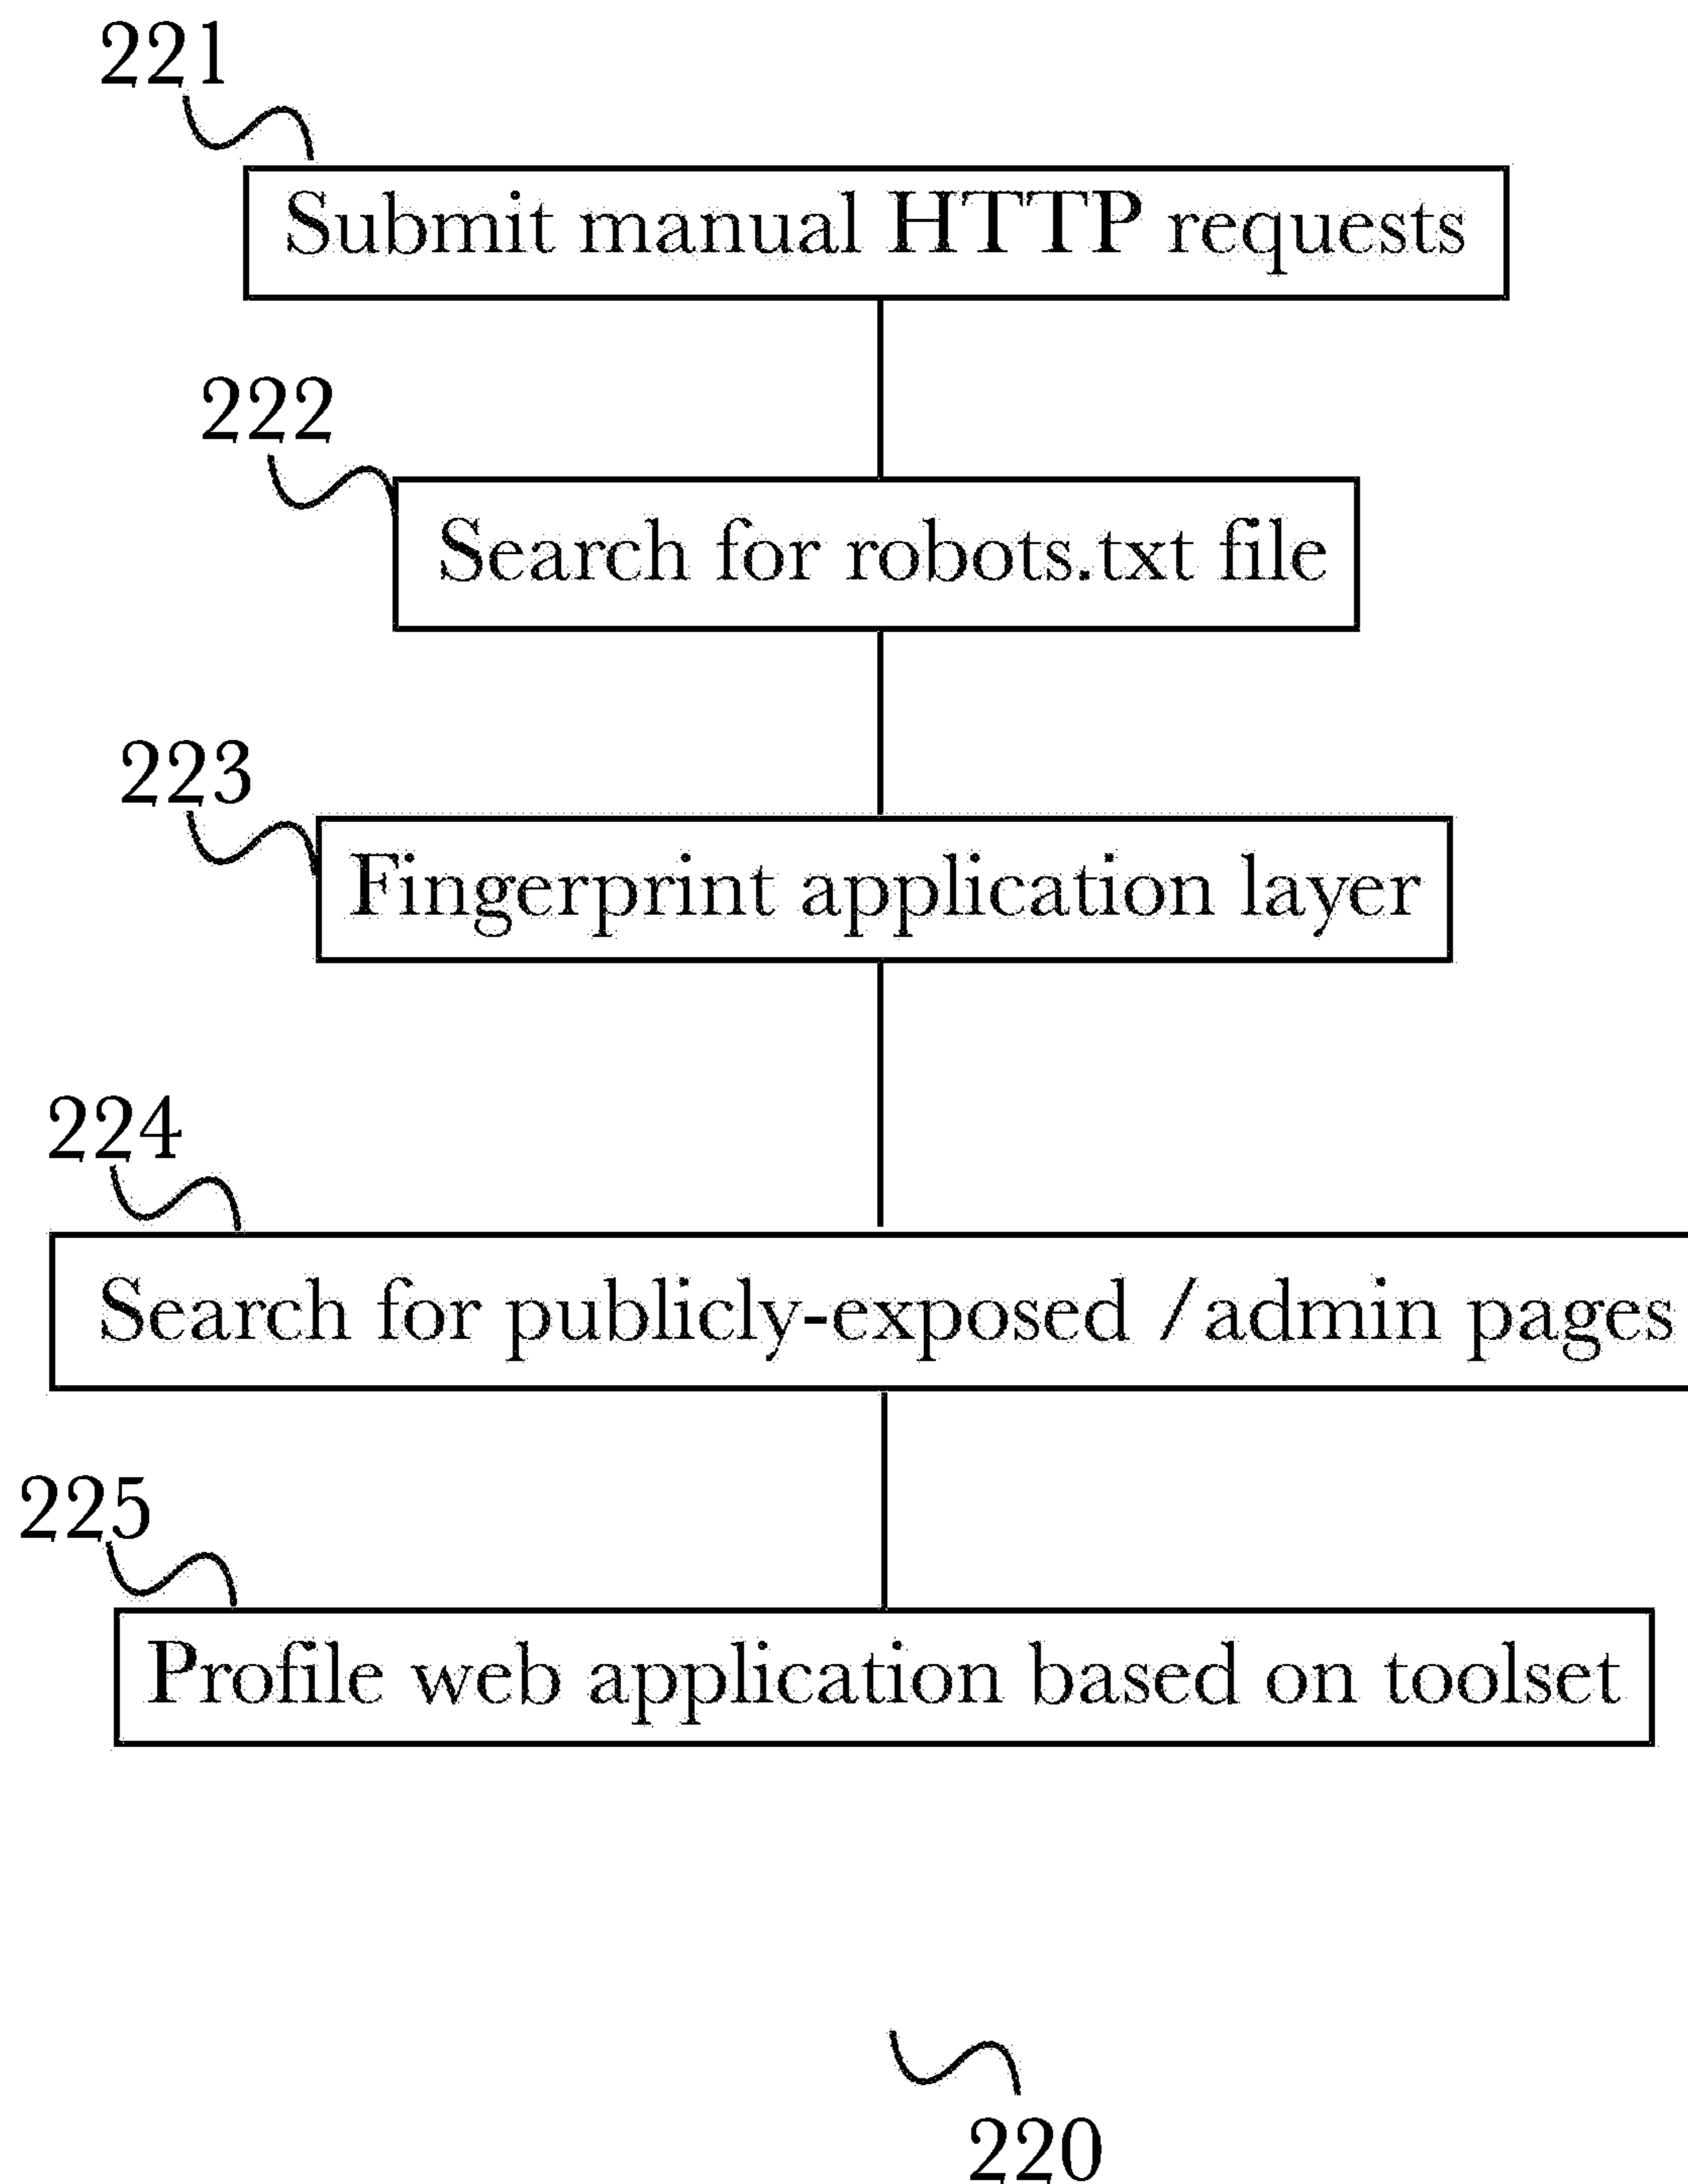 221
Submit manual HTTP requests
222
Search for robots.txt file
223
Fingerprint application layer
224
Search for publicly-exposed /admin pages
225
Profile web application based on toolset
220